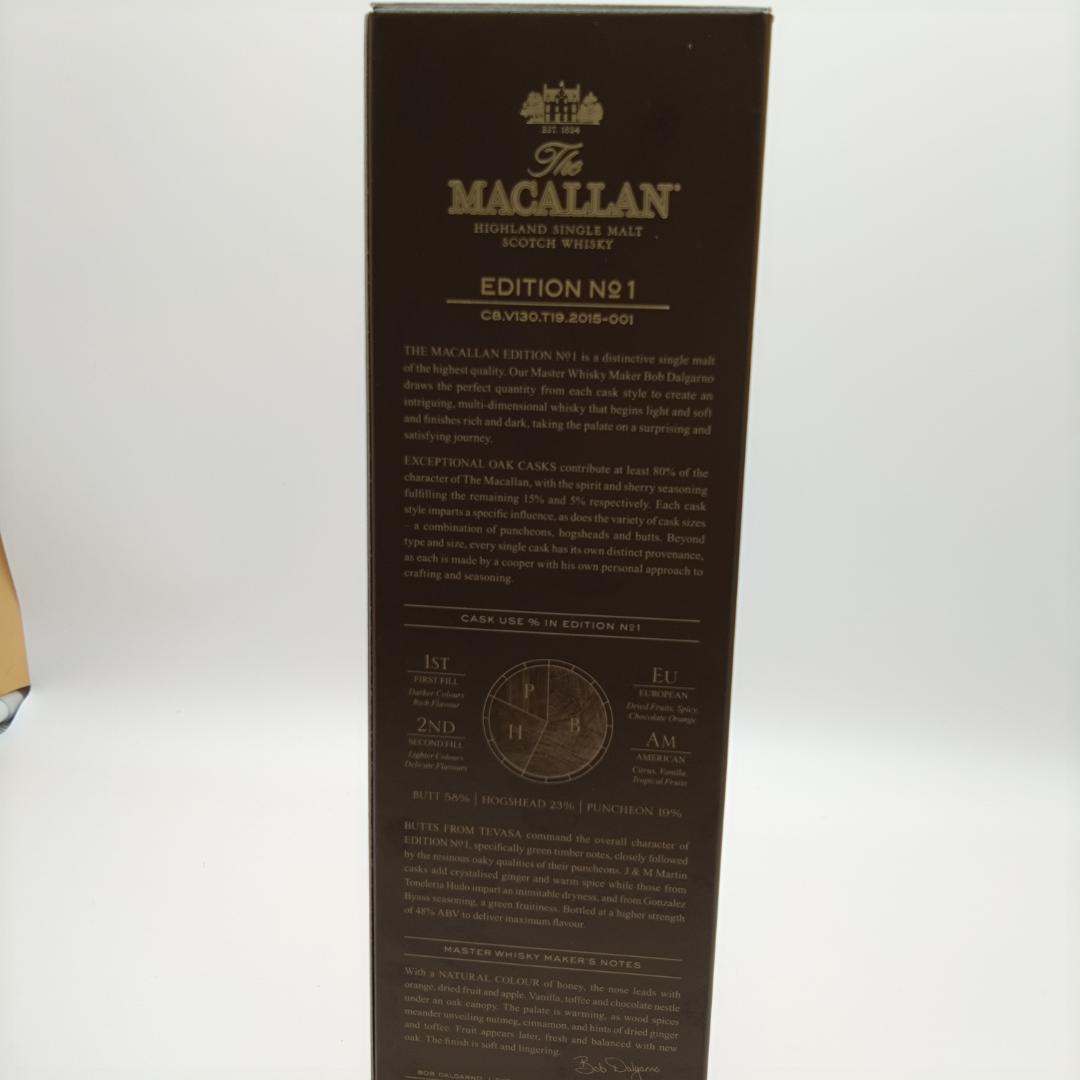 EST. 1824
The
MACALLAN®
HIGHLAND SINGLE MALT
SCOTCH WHISKY
EDITION Nº1
C8.V130.T19.2015-001
THE MACALLAN EDITION Nº1 is a distinctive single malt
of the highest quality. Our Master Whisky Maker Bob Dalgarno
draws the perfect quantity from each cask style to create an
intriguing, multi-dimensional whisky that begins light and soft
and finishes rich and dark, taking the palate on a surprising and
satisfying journey.
EXCEPTIONAL OAK CASKS contribute at least 80% of the
character of The Macallan, with the spirit and sherry seasoning
fulfilling the remaining 15% and 5% respectively. Each cask
style imparts a specific influence, as does the variety of cask sizes
– a combination of puncheons, hogsheads and butts. Beyond
type and size, every single cask has its own distinct provenance,
as each is made by a cooper with his own personal approach to
crafting and seasoning.
CASK USE % IN EDITION Nº1
1ST
FIRST FILL
Darker Colours
Rich Flavour
2ND
SECOND FILL
Lighter Colours
Delicate Flavours
P
H
B
EU
EUROPEAN
Dried Fruits, Spicy,
Chocolate Orange
AM
AMERICAN
Citrus, Vanilla,
Tropical Fruits
BUTT 58% | HOGSHEAD 23% | PUNCHEON 19%
BUTTS FROM TEVASA command the overall character of
EDITION Nº1, specifically green timber notes, closely followed
by the resinous oaky qualities of their puncheons. J & M Martin
casks add crystalised ginger and warm spice while those from
Toneleria Hudo impart an inimitable dryness, and from Gonzalez
Byass seasoning, a green fruitiness. Bottled at a higher strength
of 48% ABV to deliver maximum flavour.
MASTER WHISKY MAKER'S NOTES
With a NATURAL COLOUR of honey, the nose leads with
orange, dried fruit and apple. Vanilla, toffee and chocolate nestle
under an oak canopy. The palate is warming, as wood spices
meander unveiling nutmeg, cinnamon, and hints of dried ginger
and toffee. Fruit appears later, fresh and balanced with new
oak. The finish is soft and lingering.
Bob Dalgarno
BOB DALGARNO